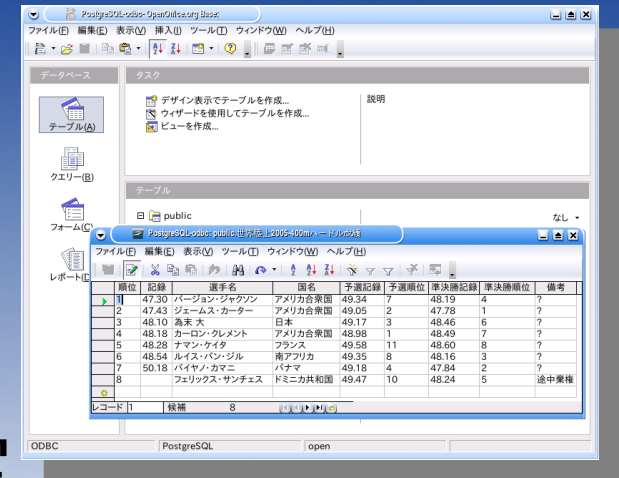 PostgreSQL-odbc- OpenOffice.org Base:
ファイル(F) 編集(E) 表示(V) 挿入(I) ツール(T) ウィンドウ(W) ヘルプ(H)
データベース
タスク
テーブル(A)
クエリー(B)
フォーム(C)
デザイン表示でテーブルを作成...
ウィザードを使用してテーブルを作成...
ビューを作成...
説明
テーブル
public
なし
PostgreSQL-odbc: public.世界陸上2005-400mハードル
ファイル(F) 編集(E) 表示(V) ツール(T) ウィンドウ(W) ヘルプ(H)
順位 記録 選手名 国名 予選記録 予選順位 準決勝記録 準決勝順位 備考
1 47.30 バージョン・ジャクソン アメリカ合衆国 49.34 7 48.19 4 ?
2 47.43 ジェームス・カーター アメリカ合衆国 49.05 2 47.78 1 ?
3 48.10 為末 大 日本 49.17 3 48.46 6 ?
4 48.18 カーロン・クレメント アメリカ合衆国 48.98 1 48.49 7 ?
5 48.28 ナマン・ケイタ フランス 49.58 11 48.60 8 ?
6 48.54 ルイス・バン・ジル 南アフリカ 49.35 8 48.16 3 ?
7 50.18 バイヤノ・カマニ パナマ 49.18 4 47.84 2 ?
8 フェリックス・サンチェス ドミニカ共和国 49.47 10 48.24 5 途中棄権
レコード 1 候補 8
ODBC PostgreSQL open